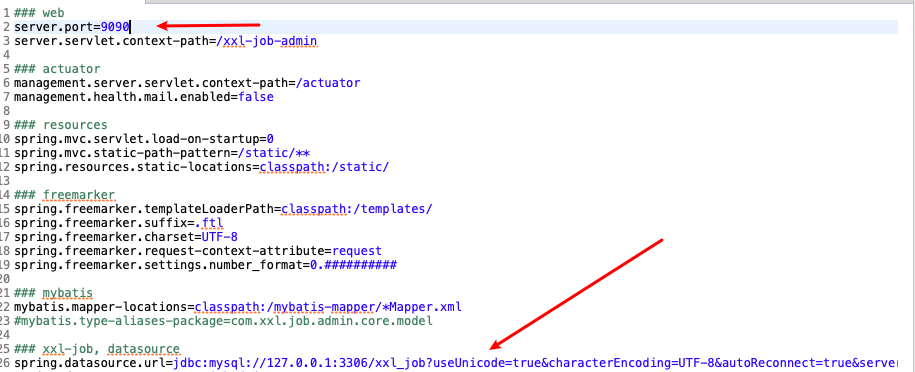 1 ### web
2 server.port=9090
3 server.servlet.context-path=/xxl-job-admin
4
5 ### actuator
6 management.server.servlet.context-path=/actuator
7 management.health.mail.enabled=false
8
9 ### resources
10 spring.mvc.servlet.load-on-startup=0
11 spring.mvc.static-path-pattern=/static/**
12 spring.resources.static-locations=classpath:/static/
13
14 ### freemarker
15 spring.freemarker.templateLoaderPath=classpath:/templates/
16 spring.freemarker.suffix=.ftl
17 spring.freemarker.charset=UTF-8
18 spring.freemarker.request-context-attribute=request
19 spring.freemarker.settings.number_format=0.##########
20
21 ### mybatis
22 mybatis.mapper-locations=classpath:/mybatis-mapper/*Mapper.xml
23 #mybatis.type-aliases-package=com.xxl.job.admin.core.model
24
25 ### xxl-job, datasource
26 spring.datasource.url=jdbc:mysql://127.0.0.1:3306/xxl_job?useUnicode=true&characterEncoding=UTF-8&autoReconnect=true&server